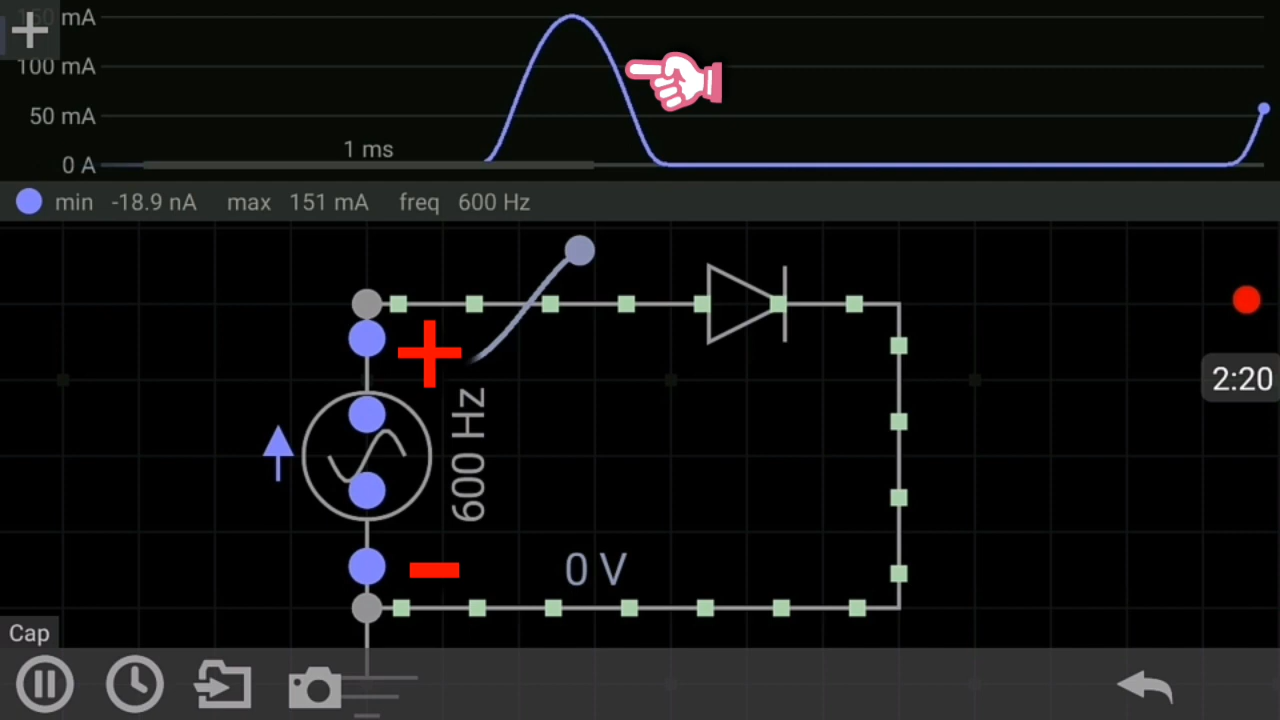 150 mA
100 mA
50 mA
1 ms
0 A
min -18.9 nA max 151 mA freq 600 Hz
2:20
600 Hz
0 V
Cap